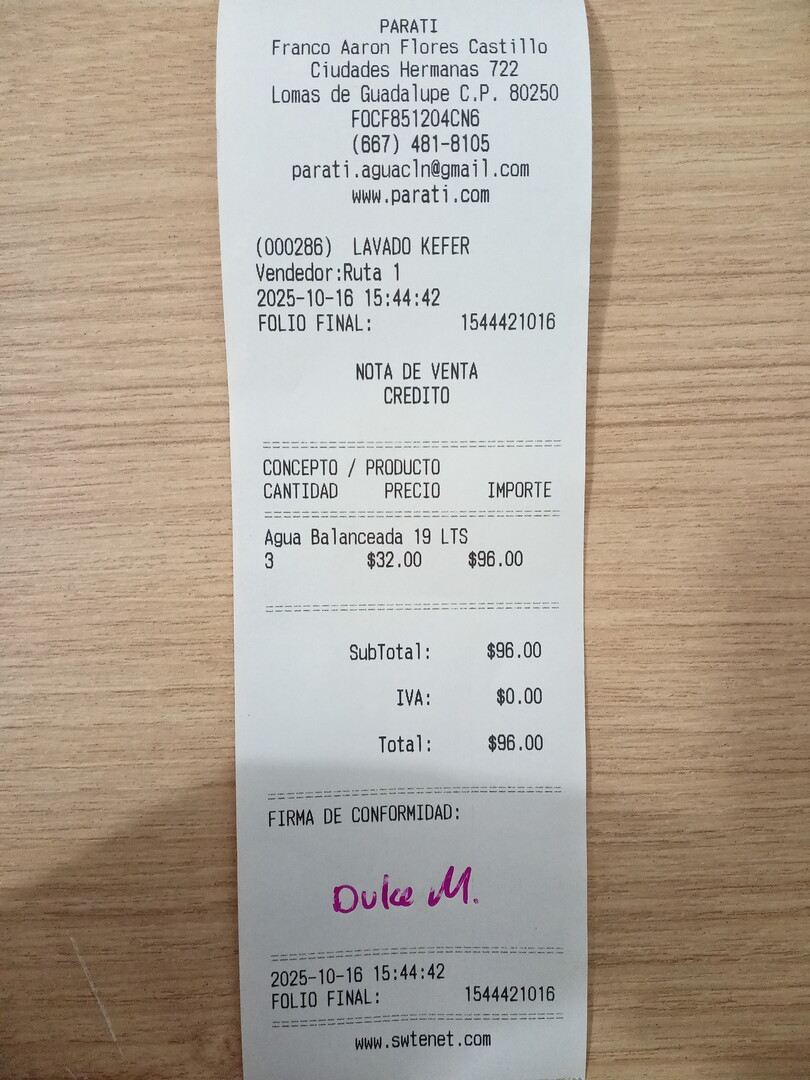 PARATI
Franco Aaron Flores Castillo
Ciudades Hermanas 722
Lomas de Guadalupe C.P. 80250
FOCF851204CN6
(667) 481-8105
parati.aguacln@gmail.com
www.parati.com
(000286) LAVADO KEFER
Vendedor:Ruta 1
2025-10-16 15:44:42
FOLIO FINAL: 1544421016
NOTA DE VENTA
CREDITO
CONCEPTO / PRODUCTO
CANTIDAD PRECIO IMPORTE
Agua Balanceada 19 LTS
3 $32.00 $96.00
SubTotal: $96.00
IVA: $0.00
Total: $96.00
FIRMA DE CONFORMIDAD:
Dulce M.
2025-10-16 15:44:42
FOLIO FINAL: 1544421016
www.swtenet.com